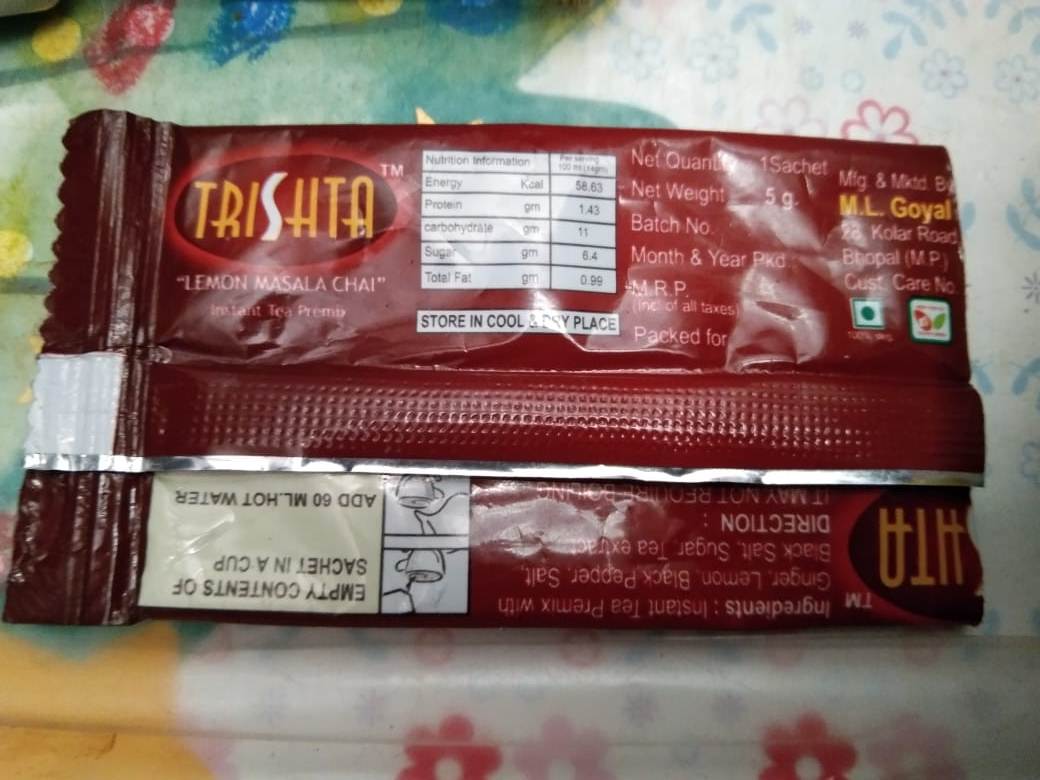 TRISHTA TM
"LEMON MASALA CHAI"
Instant Tea Premix
Nutrition Information Per serving
Energy Kcal 58.63
Protein gm 1.43
carbohydrate gm 11
Sugar gm 6.4
Total Fat gm 0.99
STORE IN COOL & DRY PLACE
Net Quantity 1Sachet
Net Weight 5 g.
Batch No.
Month & Year Pkd
M.R.P.
(inc. of all taxes)
Packed for
Mfg. & Mktd. By
M.L. Goyal
Kolar Road
Bhopal (M.P.)
Cust. Care No.
100% veg
TM
HTA
Ingredients : Instant Tea Premix with
Ginger, Lemon, Black Pepper, Salt,
Black Salt, Sugar, Tea extract
DIRECTION :
IT MAY NOT REQUIRE BOILING
EMPTY CONTENTS OF
SACHET IN A CUP
ADD 60 ML.HOT WATER